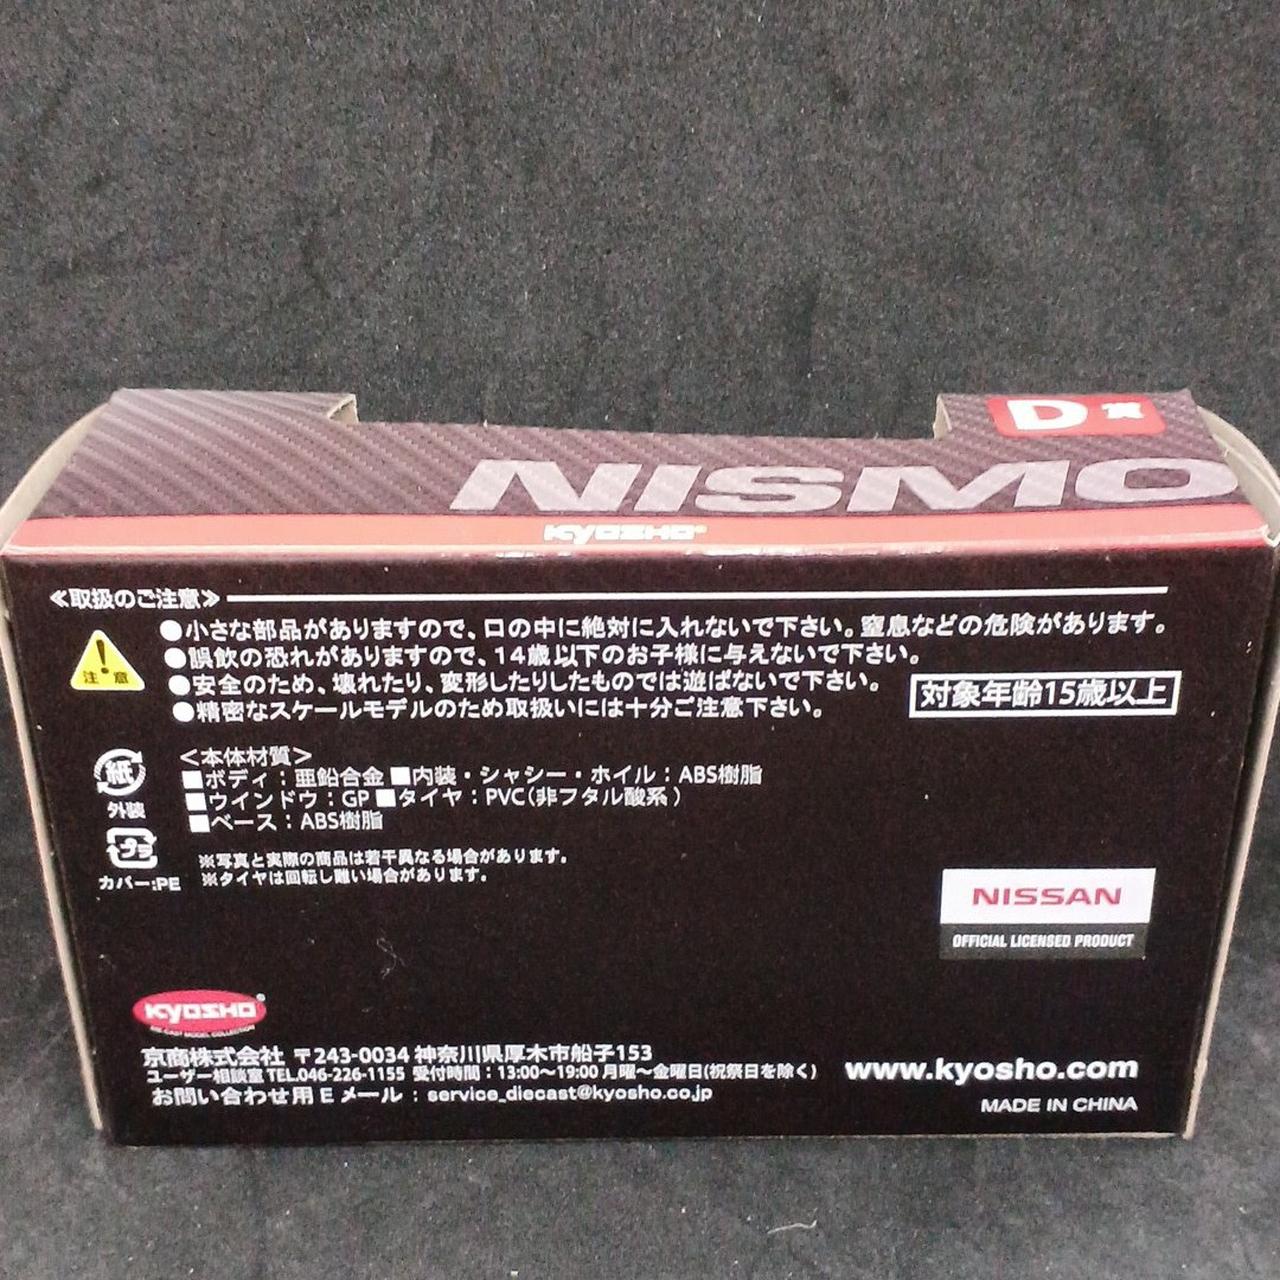 D賞
NISMO
KYOSHO
≪取扱のご注意≫
注意
●小さな部品がありますので、口の中に絶対に入れないで下さい。窒息などの危険があります。
●誤飲の恐れがありますので、14歳以下のお子様に与えないで下さい。
●安全のため、壊れたり、変形したりしたものでは遊ばないで下さい。
●精密なスケールモデルのため取扱いには十分ご注意下さい。
対象年齢15歳以上
紙
外装
プラ
カバー:PE
＜本体材質＞
■ボディ：亜鉛合金 ■内装・シャシー・ホイル：ABS樹脂
■ウインドウ：GP ■タイヤ：PVC(非フタル酸系)
■ベース：ABS樹脂
※写真と実際の商品は若干異なる場合があります。
※タイヤは回転し難い場合があります。
NISSAN
OFFICIAL LICENSED PRODUCT
KYOSHO
DIE-CAST MODEL COLLECTION
京商株式会社 〒243-0034 神奈川県厚木市船子153
ユーザー相談室 TEL.046-226-1155 受付時間：13:00～19:00 月曜～金曜日(祝祭日を除く)
お問い合わせ用 E メール : service_diecast@kyosho.co.jp
www.kyosho.com
MADE IN CHINA